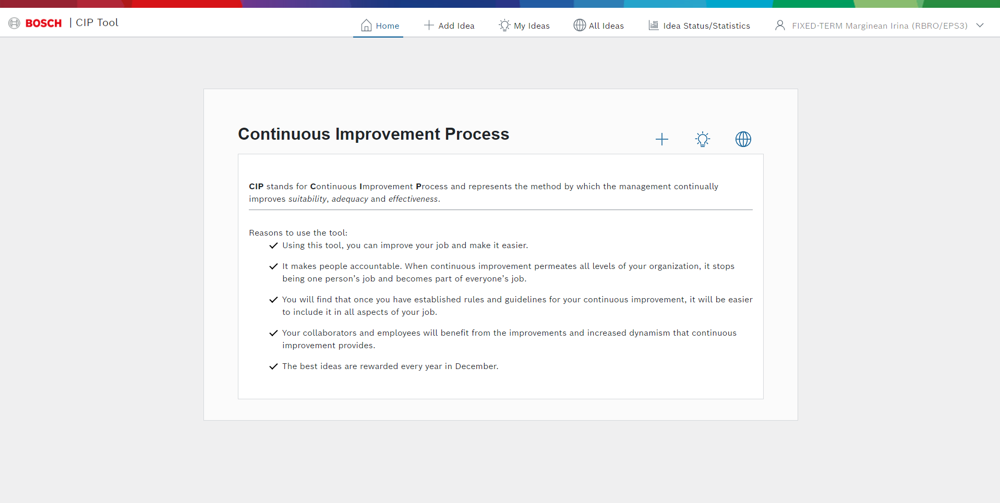 BOSCH | CIP Tool
Home
Add Idea
My Ideas
All Ideas
Idea Status/Statistics
FIXED-TERM Marginean Irina (RBRO/EPS3)
Continuous Improvement Process
CIP stands for Continuous Improvement Process and represents the method by which the management continually
improves suitability, adequacy and effectiveness.
Reasons to use the tool:
Using this tool, you can improve your job and make it easier.
It makes people accountable. When continuous improvement permeates all levels of your organization, it stops
being one person’s job and becomes part of everyone’s job.
You will find that once you have established rules and guidelines for your continuous improvement, it will be easier
to include it in all aspects of your job.
Your collaborators and employees will benefit from the improvements and increased dynamism that continuous
improvement provides.
The best ideas are rewarded every year in December.